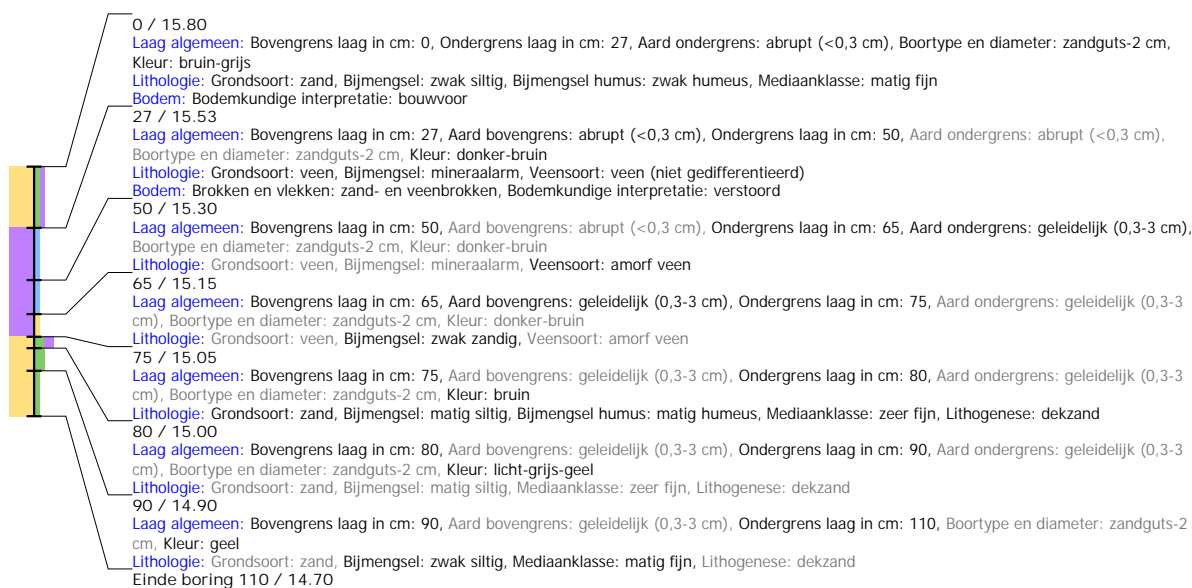 0 / 15.80
Laag algemeen: Bovengrens laag in cm: 0, Ondergrens laag in cm: 27, Aard ondergrens: abrupt (<0,3 cm), Boortype en diameter: zandguts-2 cm,
Kleur: bruin-grijs
Lithologie: Grondsoort: zand, Bijmengsel: zwak siltig, Bijmengsel humus: zwak humeus, Mediaanklasse: matig fijn
Bodem: Bodemkundige interpretatie: bouwvoor
27 / 15.53
Laag algemeen: Bovengrens laag in cm: 27, Aard bovengrens: abrupt (<0,3 cm), Ondergrens laag in cm: 50, Aard ondergrens: abrupt (<0,3 cm),
Boortype en diameter: zandguts-2 cm, Kleur: donker-bruin
Lithologie: Grondsoort: veen, Bijmengsel: mineraalarm, Veensoort: veen (niet gedifferentieerd)
Bodem: Brokken en vlekken: zand- en veenbrokken, Bodemkundige interpretatie: verstoord
50 / 15.30
Laag algemeen: Bovengrens laag in cm: 50, Aard bovengrens: abrupt (<0,3 cm), Ondergrens laag in cm: 65, Aard ondergrens: geleidelijk (0,3-3 cm),
Boortype en diameter: zandguts-2 cm, Kleur: donker-bruin
Lithologie: Grondsoort: veen, Bijmengsel: mineraalarm, Veensoort: amorf veen
65 / 15.15
Laag algemeen: Bovengrens laag in cm: 65, Aard bovengrens: geleidelijk (0,3-3 cm), Ondergrens laag in cm: 75, Aard ondergrens: geleidelijk (0,3-3
cm), Boortype en diameter: zandguts-2 cm, Kleur: donker-bruin
Lithologie: Grondsoort: veen, Bijmengsel: zwak zandig, Veensoort: amorf veen
75 / 15.05
Laag algemeen: Bovengrens laag in cm: 75, Aard bovengrens: geleidelijk (0,3-3 cm), Ondergrens laag in cm: 80, Aard ondergrens: geleidelijk (0,3-3
cm), Boortype en diameter: zandguts-2 cm, Kleur: bruin
Lithologie: Grondsoort: zand, Bijmengsel: matig siltig, Bijmengsel humus: matig humeus, Mediaanklasse: zeer fijn, Lithogenese: dekzand
80 / 15.00
Laag algemeen: Bovengrens laag in cm: 80, Aard bovengrens: geleidelijk (0,3-3 cm), Ondergrens laag in cm: 90, Aard ondergrens: geleidelijk (0,3-3
cm), Boortype en diameter: zandguts-2 cm, Kleur: licht-grijs-geel
Lithologie: Grondsoort: zand, Bijmengsel: matig siltig, Mediaanklasse: zeer fijn, Lithogenese: dekzand
90 / 14.90
Laag algemeen: Bovengrens laag in cm: 90, Aard bovengrens: geleidelijk (0,3-3 cm), Ondergrens laag in cm: 110, Boortype en diameter: zandguts-2
cm, Kleur: geel
Lithologie: Grondsoort: zand, Bijmengsel: zwak siltig, Mediaanklasse: matig fijn, Lithogenese: dekzand
Einde boring 110 / 14.70